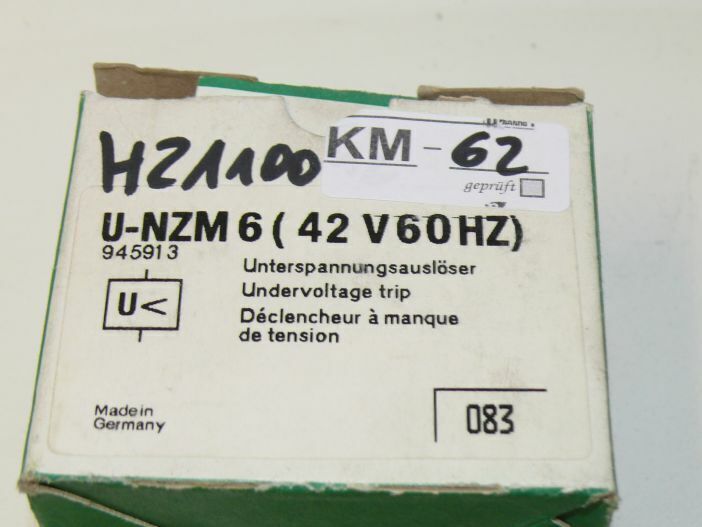 HZ1100
KM-62
geprüft
U-NZM 6 ( 42 V 60 HZ)
945913
U<
Unterspannungsauslöser
Undervoltage trip
Déclencheur à manque
de tension
Made in
Germany
083